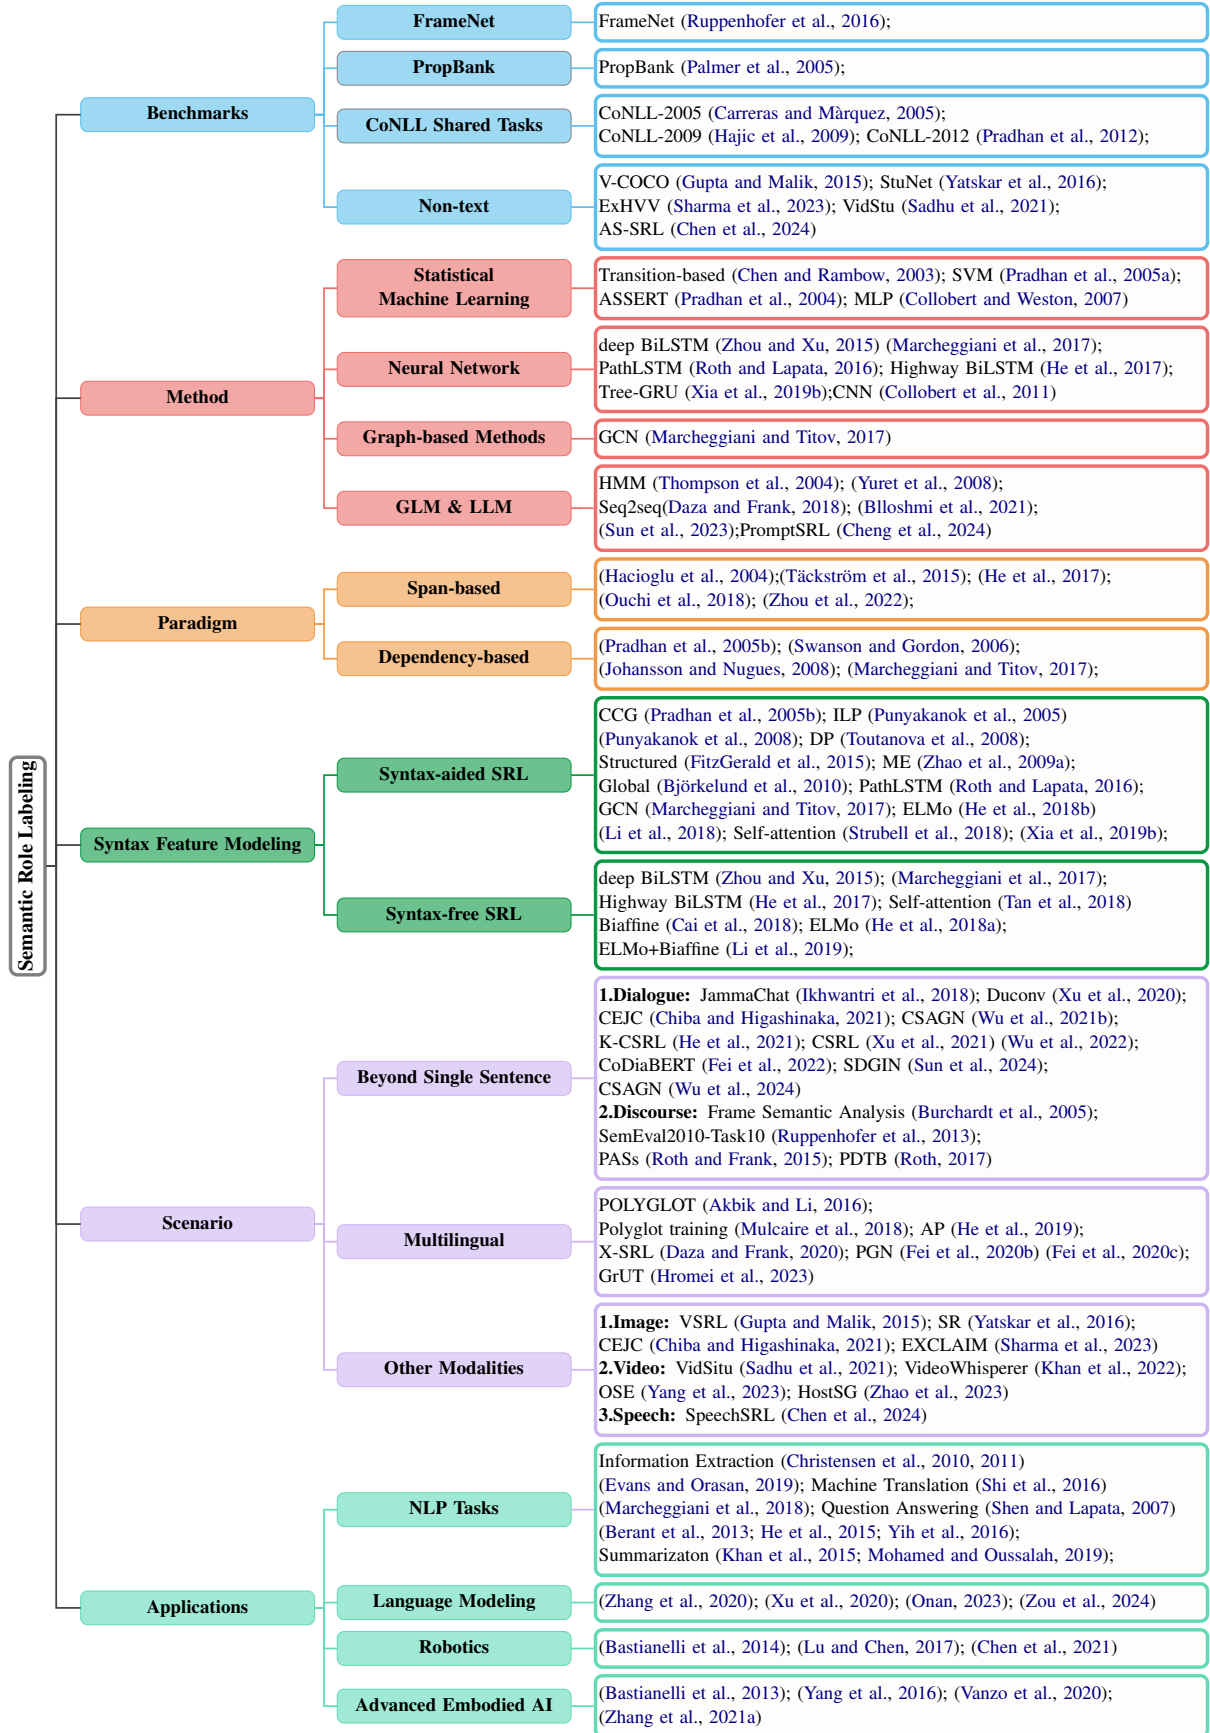 Semantic Role Labeling
Benchmarks
FrameNet
FrameNet (Ruppenhofer et al., 2016);
PropBank
PropBank (Palmer et al., 2005);
CoNLL Shared Tasks
CoNLL-2005 (Carreras and Màrquez, 2005);
CoNLL-2009 (Hajic et al., 2009); CoNLL-2012 (Pradhan et al., 2012);
Non-text
V-COCO (Gupta and Malik, 2015); StuNet (Yatskar et al., 2016);
ExHVV (Sharma et al., 2023); VidStu (Sadhu et al., 2021);
AS-SRL (Chen et al., 2024)
Method
Statistical
Machine Learning
Transition-based (Chen and Rambow, 2003); SVM (Pradhan et al., 2005a);
ASSERT (Pradhan et al., 2004); MLP (Collobert and Weston, 2007)
Neural Network
deep BiLSTM (Zhou and Xu, 2015) (Marcheggiani et al., 2017);
PathLSTM (Roth and Lapata, 2016); Highway BiLSTM (He et al., 2017);
Tree-GRU (Xia et al., 2019b);CNN (Collobert et al., 2011)
Graph-based Methods
GCN (Marcheggiani and Titov, 2017)
GLM & LLM
HMM (Thompson et al., 2004); (Yuret et al., 2008);
Seq2seq(Daza and Frank, 2018); (Blloshmi et al., 2021);
(Sun et al., 2023);PromptSRL (Cheng et al., 2024)
Paradigm
Span-based
(Hacioglu et al., 2004);(Täckström et al., 2015); (He et al., 2017);
(Ouchi et al., 2018); (Zhou et al., 2022);
Dependency-based
(Pradhan et al., 2005b); (Swanson and Gordon, 2006);
(Johansson and Nugues, 2008); (Marcheggiani and Titov, 2017);
Syntax Feature Modeling
Syntax-aided SRL
CCG (Pradhan et al., 2005b); ILP (Punyakanok et al., 2005)
(Punyakanok et al., 2008); DP (Toutanova et al., 2008);
Structured (FitzGerald et al., 2015); ME (Zhao et al., 2009a);
Global (Björkelund et al., 2010); PathLSTM (Roth and Lapata, 2016);
GCN (Marcheggiani and Titov, 2017); ELMo (He et al., 2018b)
(Li et al., 2018); Self-attention (Strubell et al., 2018); (Xia et al., 2019b);
Syntax-free SRL
deep BiLSTM (Zhou and Xu, 2015); (Marcheggiani et al., 2017);
Highway BiLSTM (He et al., 2017); Self-attention (Tan et al., 2018)
Biaffine (Cai et al., 2018); ELMo (He et al., 2018a);
ELMo+Biaffine (Li et al., 2019);
Scenario
Beyond Single Sentence
1.Dialogue: JammaChat (Ikhwantri et al., 2018); Duconv (Xu et al., 2020);
CEJC (Chiba and Higashinaka, 2021); CSAGN (Wu et al., 2021b);
K-CSRL (He et al., 2021); CSRL (Xu et al., 2021) (Wu et al., 2022);
CoDiaBERT (Fei et al., 2022); SDGIN (Sun et al., 2024);
CSAGN (Wu et al., 2024)
2.Discourse: Frame Semantic Analysis (Burchardt et al., 2005);
SemEval2010-Task10 (Ruppenhofer et al., 2013);
PASs (Roth and Frank, 2015); PDTB (Roth, 2017)
Multilingual
POLYGLOT (Akbik and Li, 2016);
Polyglot training (Mulcaire et al., 2018); AP (He et al., 2019);
X-SRL (Daza and Frank, 2020); PGN (Fei et al., 2020b) (Fei et al., 2020c);
GrUT (Hromei et al., 2023)
Other Modalities
1.Image: VSRL (Gupta and Malik, 2015); SR (Yatskar et al., 2016);
CEJC (Chiba and Higashinaka, 2021); EXCLAIM (Sharma et al., 2023)
2.Video: VidSitu (Sadhu et al., 2021); VideoWhisperer (Khan et al., 2022);
OSE (Yang et al., 2023); HostSG (Zhao et al., 2023)
3.Speech: SpeechSRL (Chen et al., 2024)
Applications
NLP Tasks
Information Extraction (Christensen et al., 2010, 2011)
(Evans and Orasan, 2019); Machine Translation (Shi et al., 2016)
(Marcheggiani et al., 2018); Question Answering (Shen and Lapata, 2007)
(Berant et al., 2013; He et al., 2015; Yih et al., 2016);
Summarizaton (Khan et al., 2015; Mohamed and Oussalah, 2019);
Language Modeling
(Zhang et al., 2020); (Xu et al., 2020); (Onan, 2023); (Zou et al., 2024)
Robotics
(Bastianelli et al., 2014); (Lu and Chen, 2017); (Chen et al., 2021)
Advanced Embodied AI
(Bastianelli et al., 2013); (Yang et al., 2016); (Vanzo et al., 2020);
(Zhang et al., 2021a)